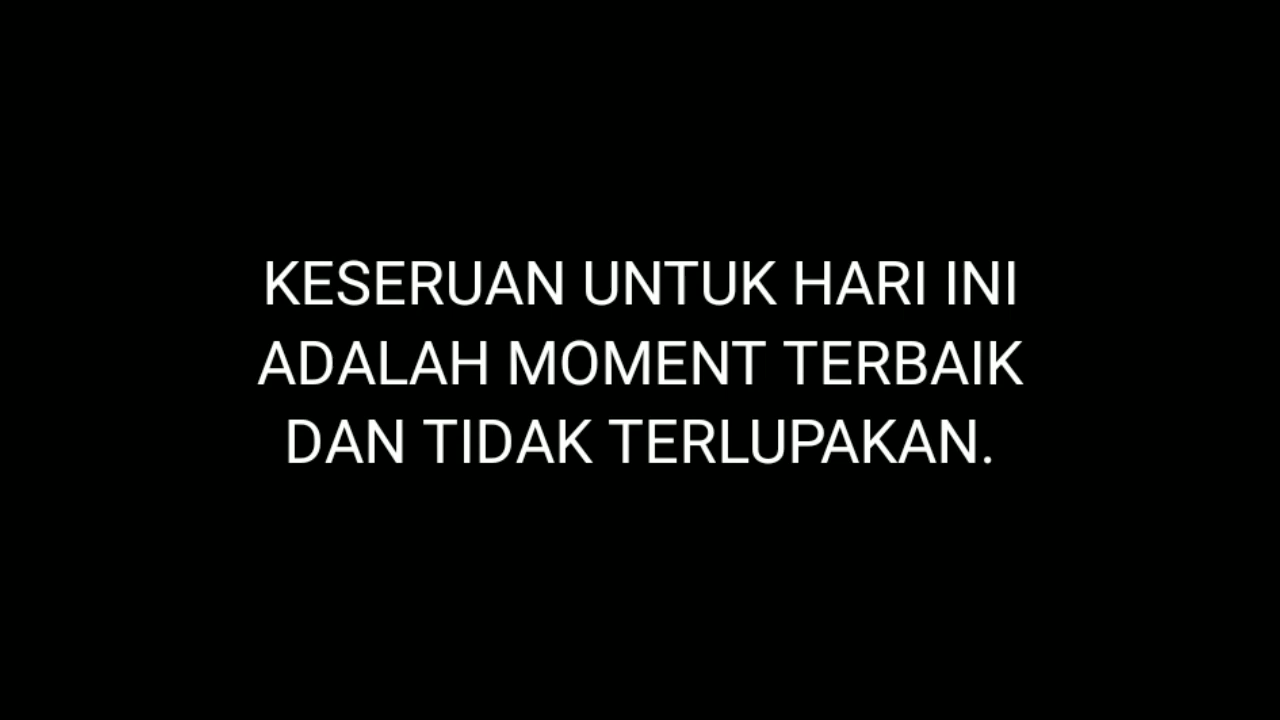 KESERUAN UNTUK HARI INI
ADALAH MOMENT TERBAIK
DAN TIDAK TERLUPAKAN.